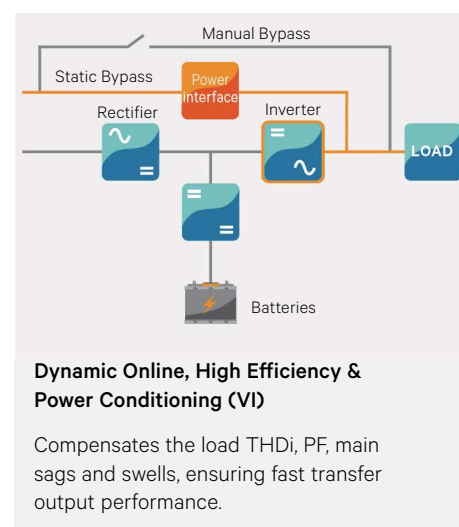 Manual Bypass
Static Bypass
Power
interface
Rectifier
Inverter
LOAD
Batteries
Dynamic Online, High Efficiency &
Power Conditioning (VI)
Compensates the load THDi, PF, main
sags and swells, ensuring fast transfer
output performance.